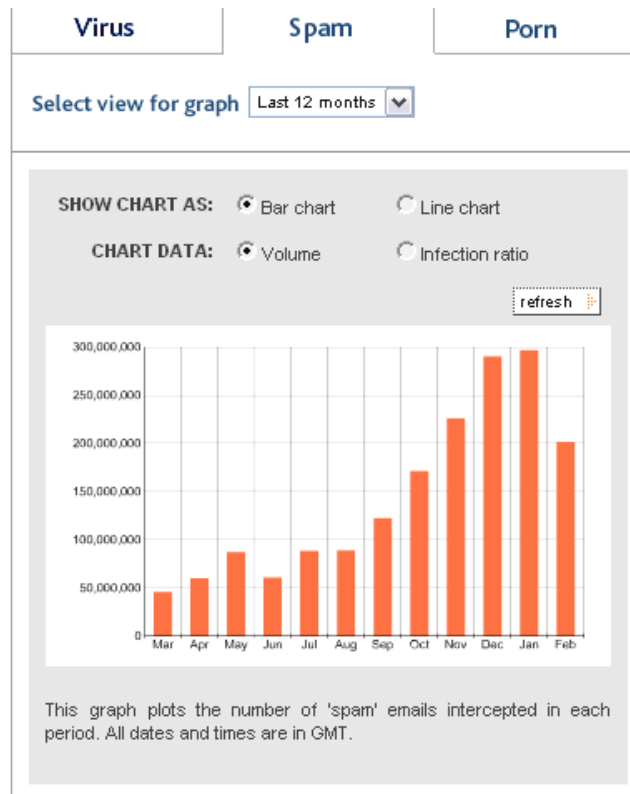 Virus Spam Porn
Select view for graph Last 12 months
SHOW CHART AS: Bar chart Line chart
CHART DATA: Volume Infection ratio
refresh
300,000,000
250,000,000
200,000,000
150,000,000
100,000,000
50,000,000
0
Mar Apr May Jun Jul Aug Sep Oct Nov Dec Jan Feb
This graph plots the number of 'spam' emails intercepted in each
period. All dates and times are in GMT.